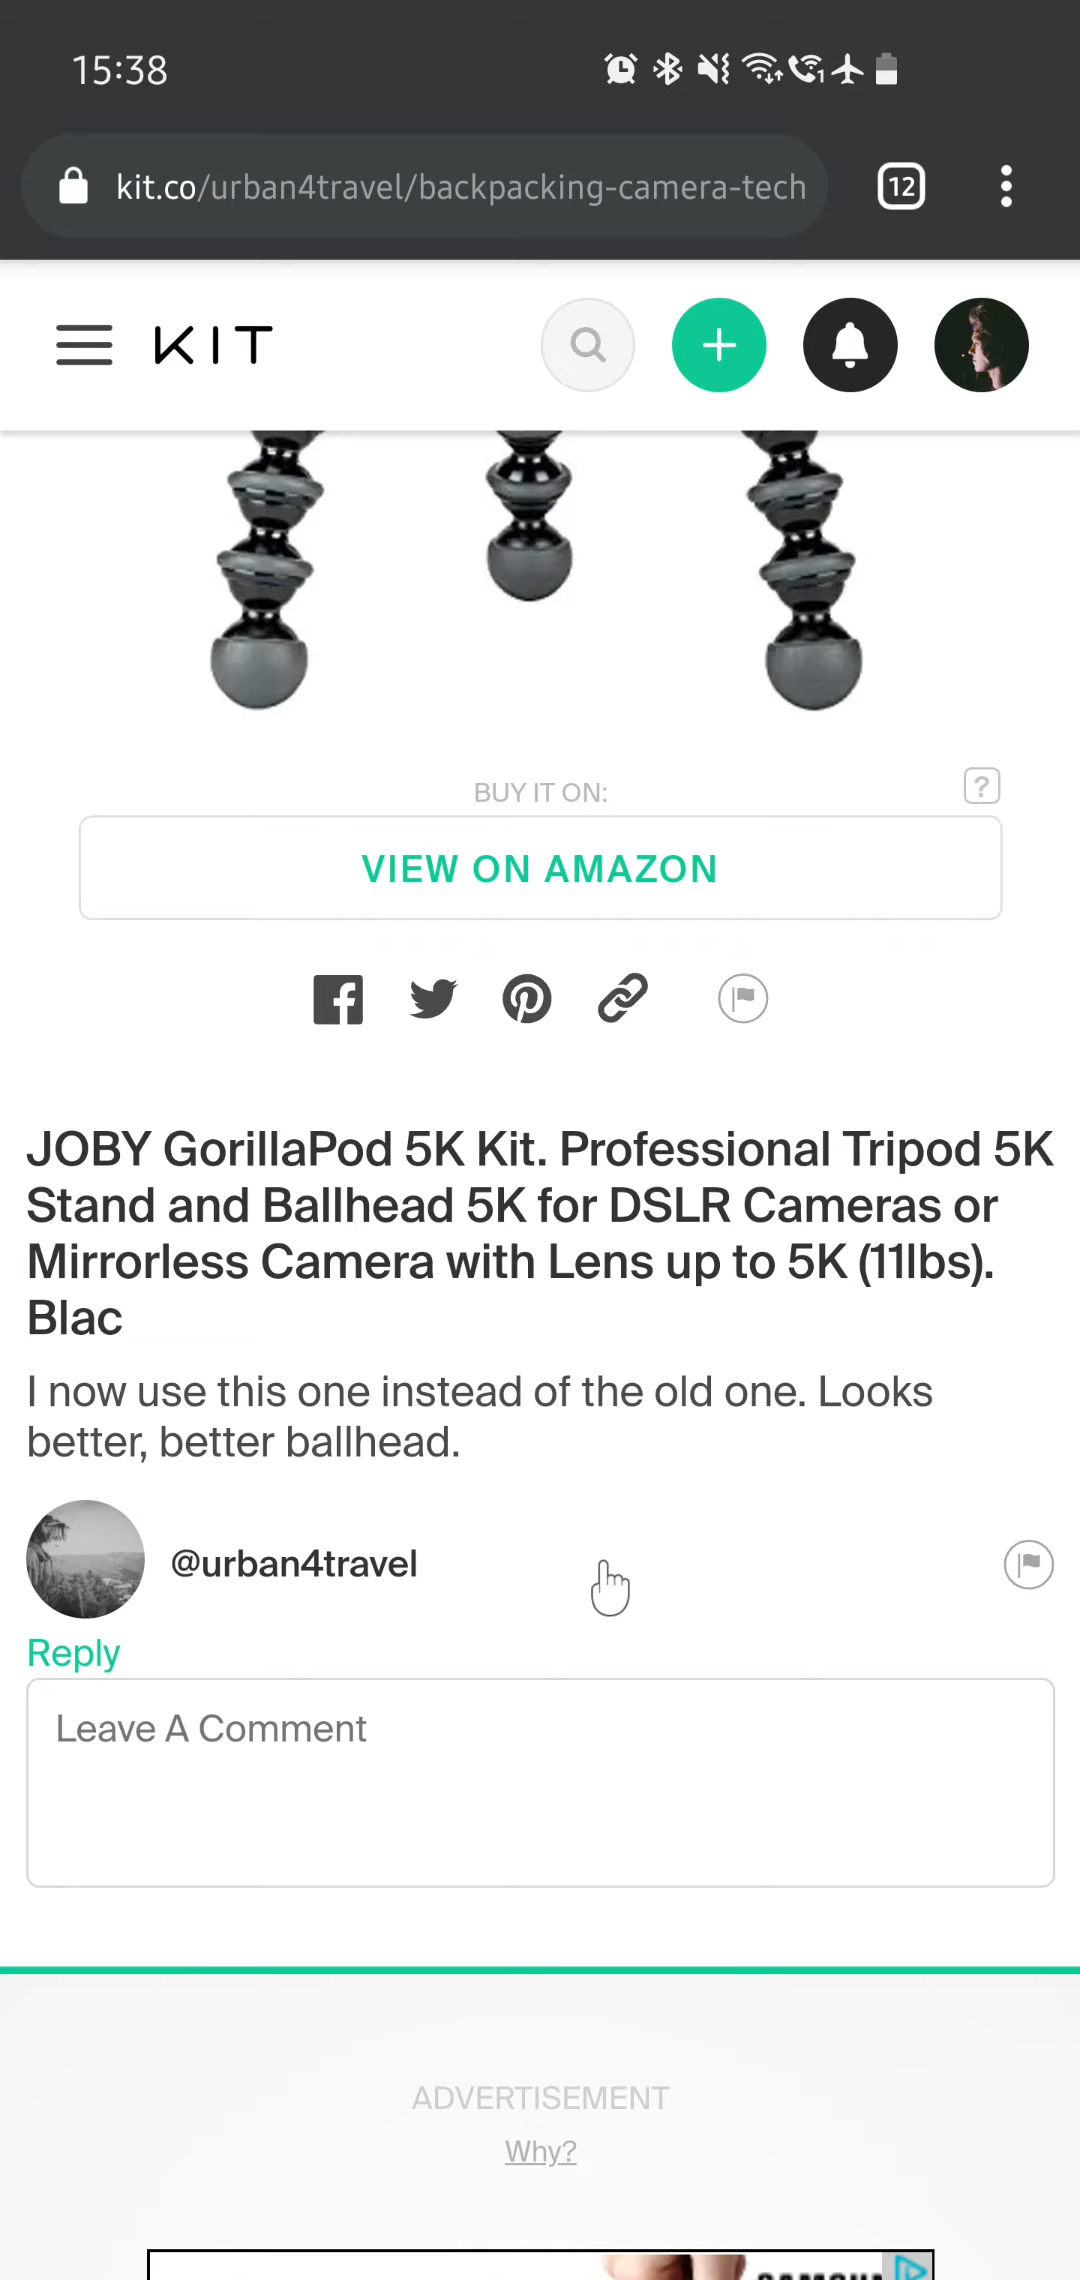 15:38
1
kit.co/urban4travel/backpacking-camera-tech
12
KIT
BUY IT ON:
?
VIEW ON AMAZON
JOBY GorillaPod 5K Kit. Professional Tripod 5K
Stand and Ballhead 5K for DSLR Cameras or
Mirrorless Camera with Lens up to 5K (11lbs).
Blac
I now use this one instead of the old one. Looks
better, better ballhead.
@urban4travel
Reply
Leave A Comment
ADVERTISEMENT
Why?